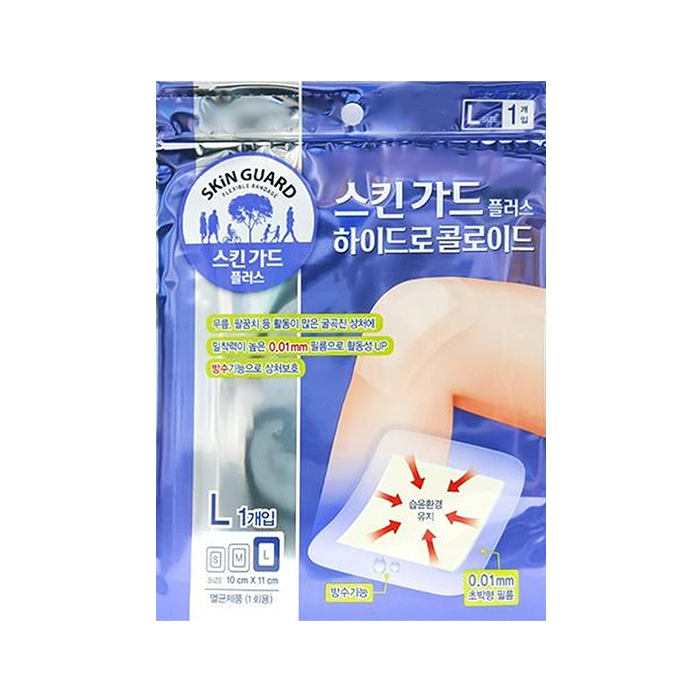 L SIZE 1개입
SKiN GUARD
FLEXIBLE BANDAGE
스킨 가드
플러스
스킨 가드 플러스
하이드로콜로이드
무릎, 팔꿈치 등 활동이 많은 굴곡진 상처에
밀착력이 높은 0.01mm 필름으로 활동성 UP
방수기능으로 상처보호
습윤환경
유지
L 1개입
S M L
SIZE 10 cm X 11 cm
멸균제품 (1회용)
방수기능
0.01mm
초박형 필름